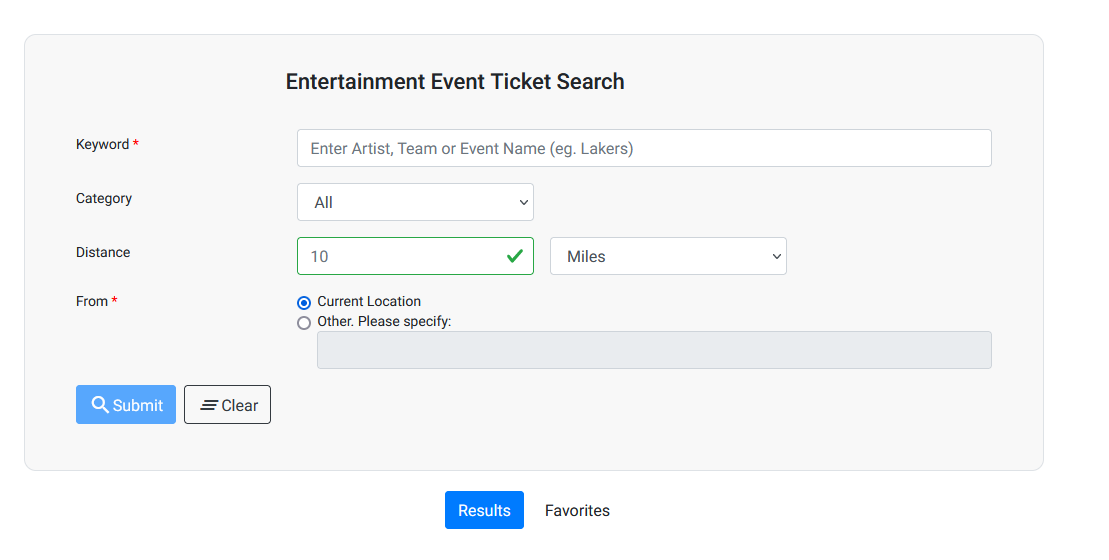 Entertainment Event Ticket Search
Keyword *
Enter Artist, Team or Event Name (eg. Lakers)
Category
All
Distance
10
Miles
From *
Current Location
Other. Please specify:
Submit
Clear
Results
Favorites